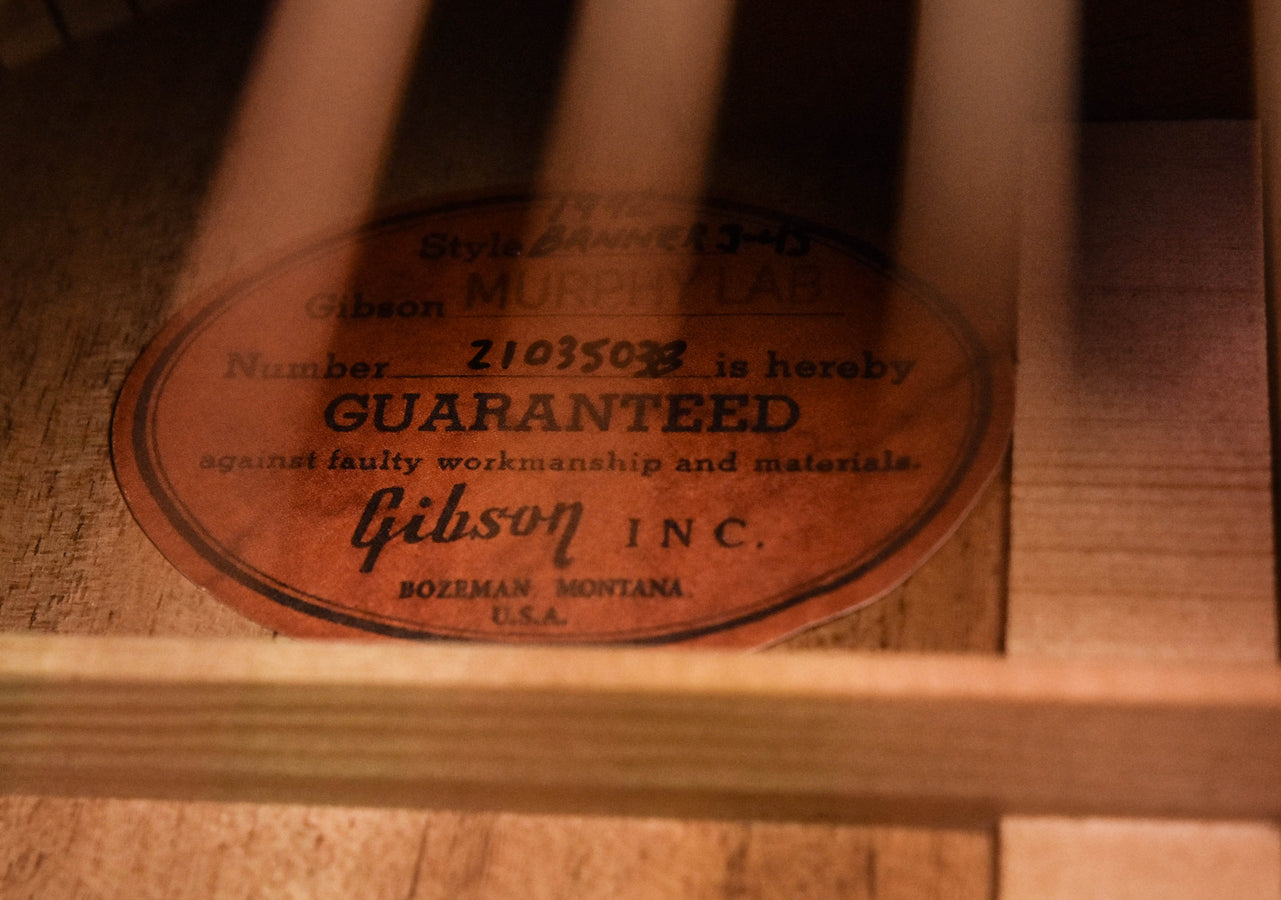 1942
Style BANNER J-45
Gibson MURPHY LAB
Number 21035038 is hereby
GUARANTEED
against faulty workmanship and materials.
Gibson INC.
BOZEMAN MONTANA
U.S.A.